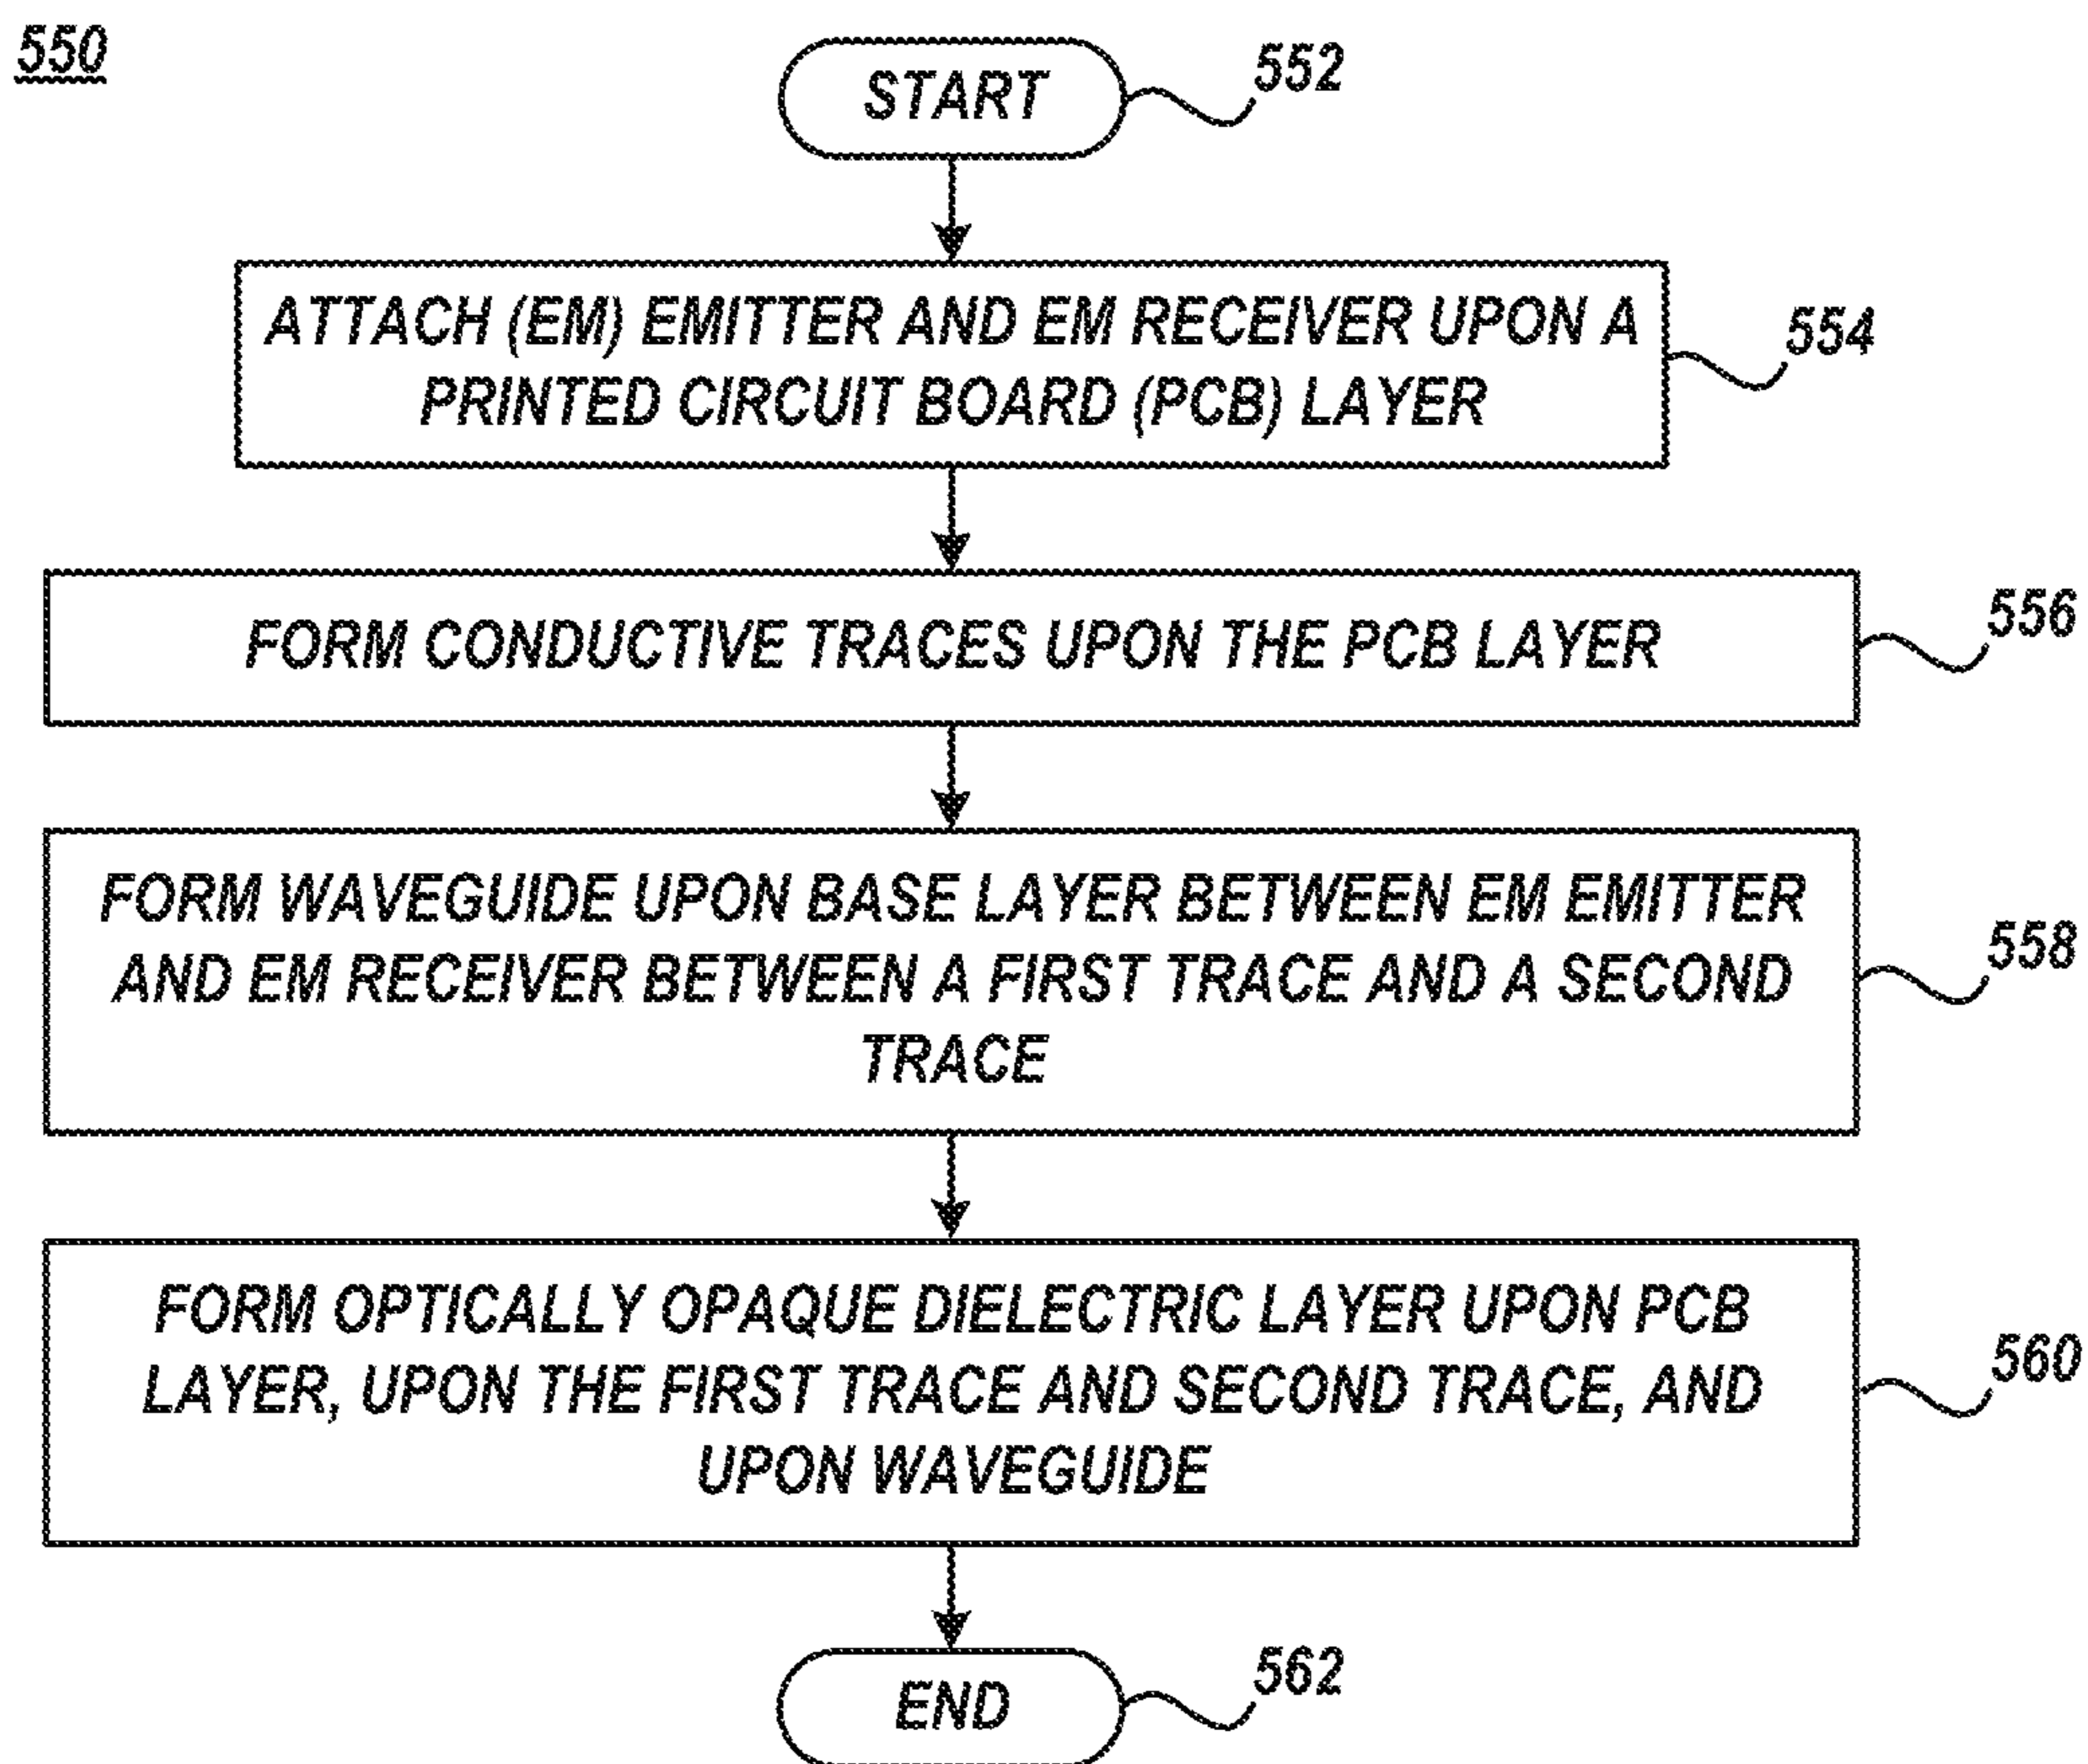 550
START
552
ATTACH (EM) EMITTER AND EM RECEIVER UPON A
PRINTED CIRCUIT BOARD (PCB) LAYER
554
FORM CONDUCTIVE TRACES UPON THE PCB LAYER
556
FORM WAVEGUIDE UPON BASE LAYER BETWEEN EM EMITTER
AND EM RECEIVER BETWEEN A FIRST TRACE AND A SECOND
TRACE
558
FORM OPTICALLY OPAQUE DIELECTRIC LAYER UPON PCB
LAYER, UPON THE FIRST TRACE AND SECOND TRACE, AND
UPON WAVEGUIDE
560
END
562